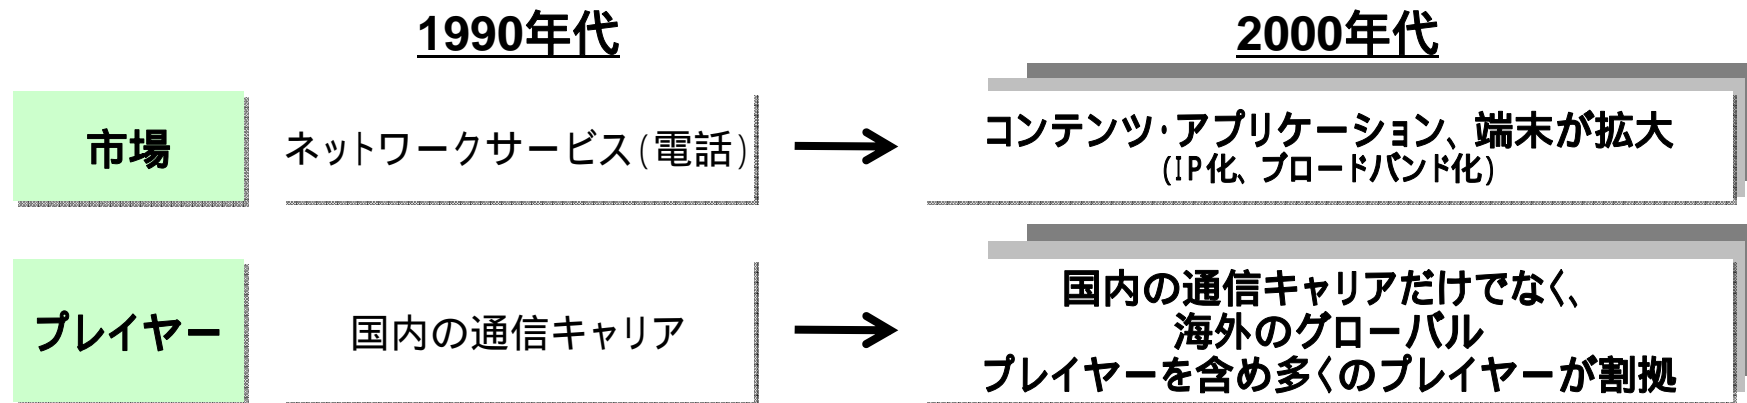 1990年代
2000年代
市場
ネットワークサービス(電話)
コンテンツ・アプリケーション、端末が拡大
(IP化、ブロードバンド化)
プレイヤー
国内の通信キャリア
国内の通信キャリアだけでなく、
海外のグローバル
プレイヤーを含め多くのプレイヤーが割拠